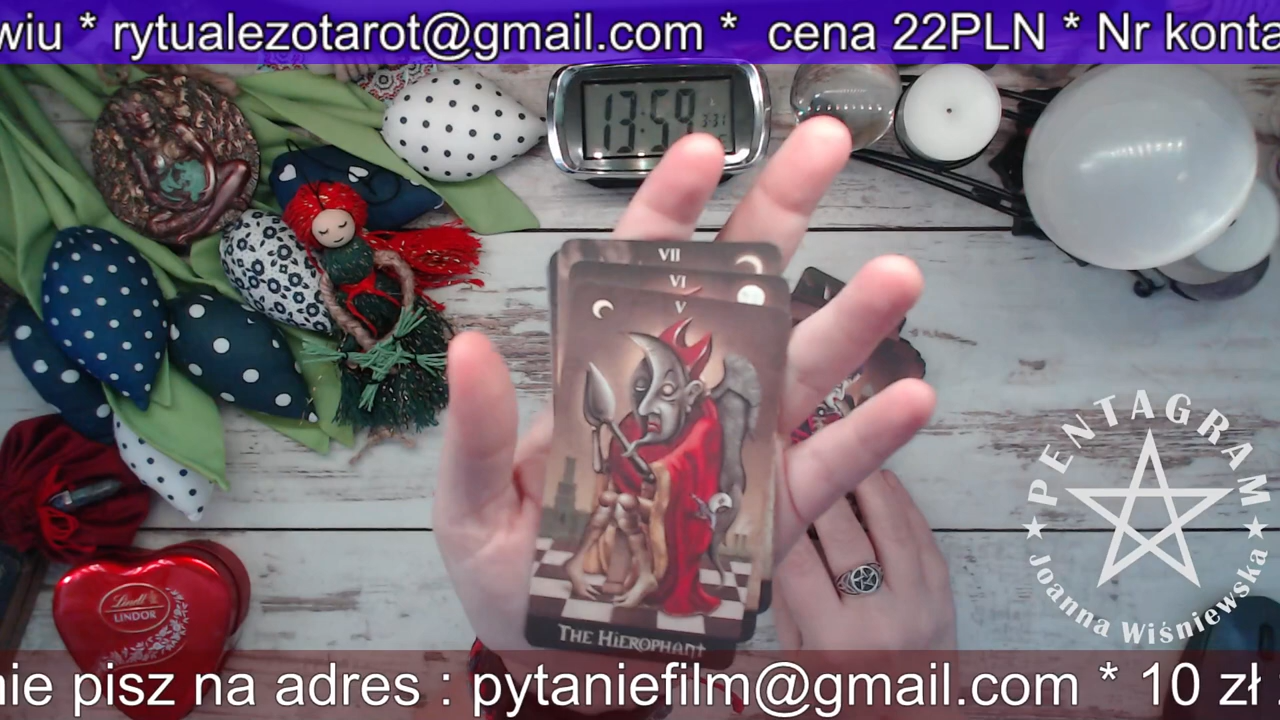 wiu * rytualezotarot@gmail.com * cena 22PLN * Nr konta
13:59
VII
VI
V
THE HIEROPHANT
Lindt
LINDOR
PENTAGRAM
Joanna Wiśniewska
nie pisz na adres : pytaniefilm@gmail.com * 10 zł